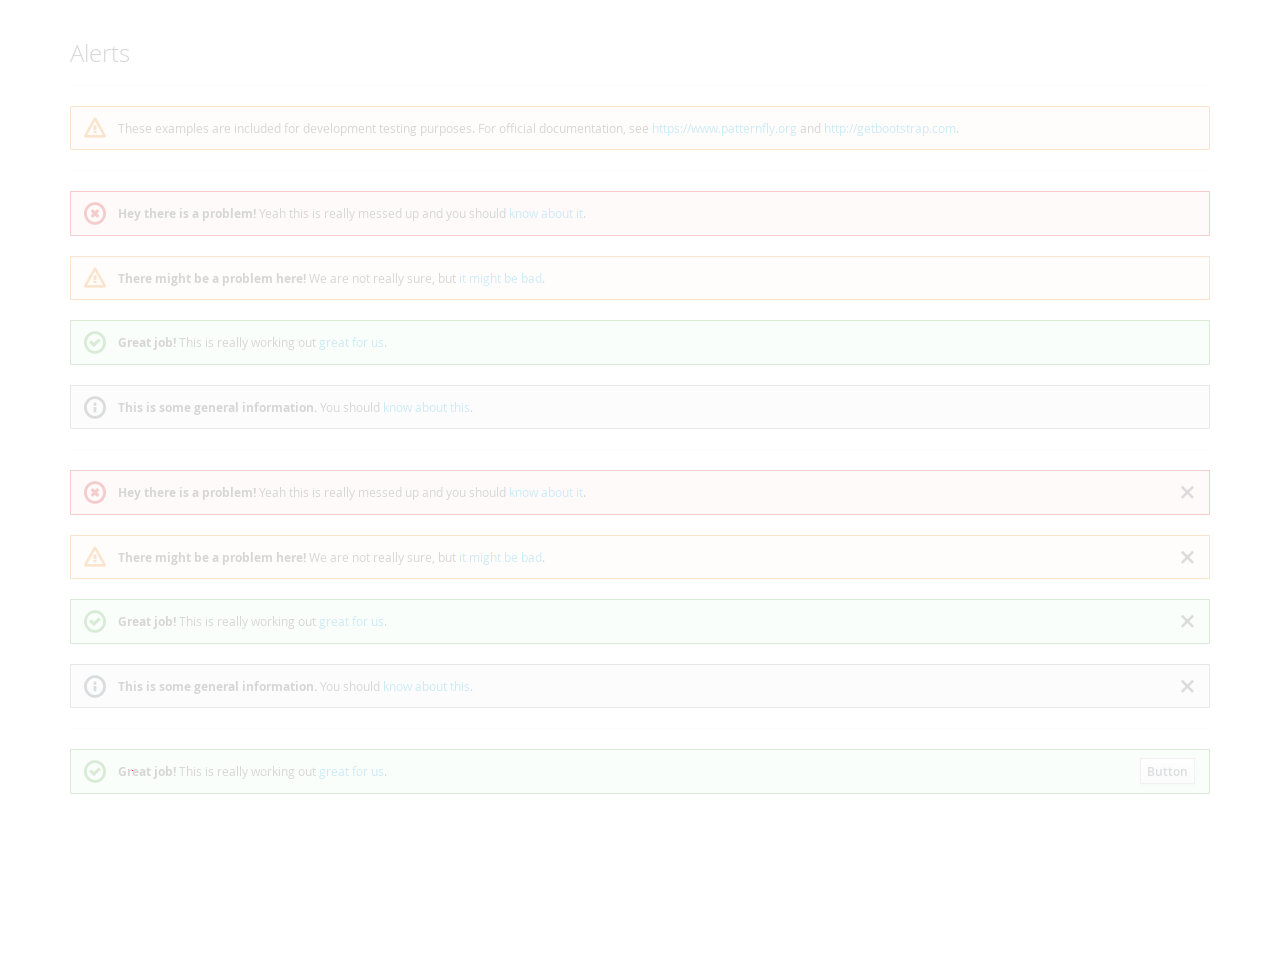 Alerts
These examples are included for development testing purposes. For official documentation, see https://www.patternfly.org and http://getbootstrap.com.
Hey there is a problem! Yeah this is really messed up and you should know about it.
There might be a problem here! We are not really sure, but it might be bad.
Great job! This is really working out great for us.
This is some general information. You should know about this.
Hey there is a problem! Yeah this is really messed up and you should know about it.
There might be a problem here! We are not really sure, but it might be bad.
Great job! This is really working out great for us.
This is some general information. You should know about this.
Great job! This is really working out great for us. Button